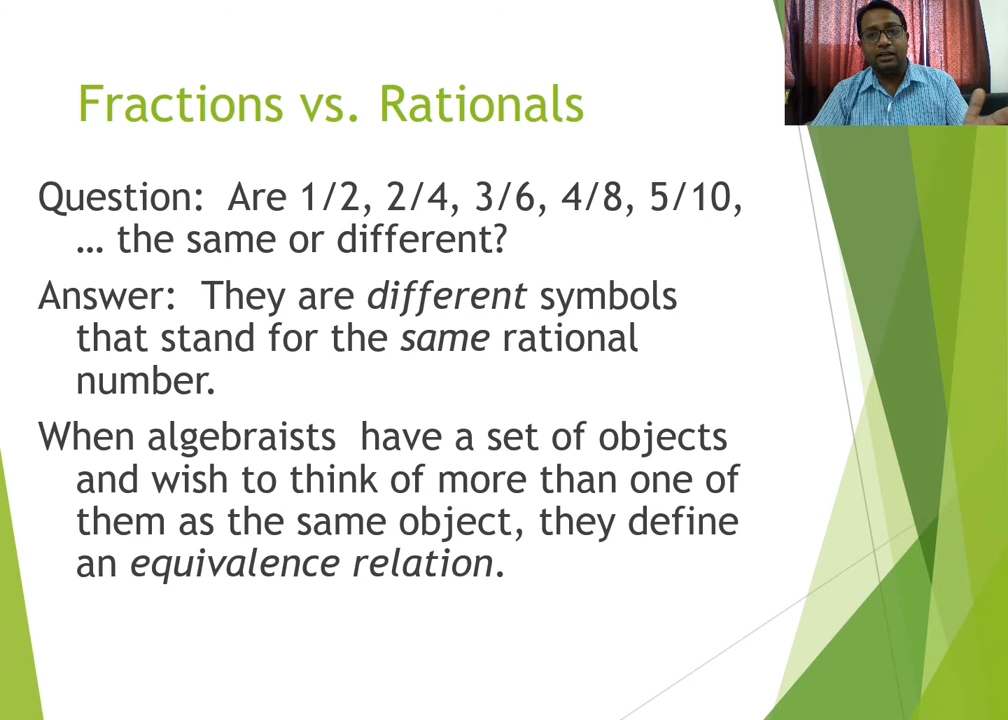 Fractions vs. Rationals
Question: Are 1/2, 2/4, 3/6, 4/8, 5/10,
… the same or different?
Answer: They are different symbols
that stand for the same rational
number.
When algebraists have a set of objects
and wish to think of more than one of
them as the same object, they define
an equivalence relation.